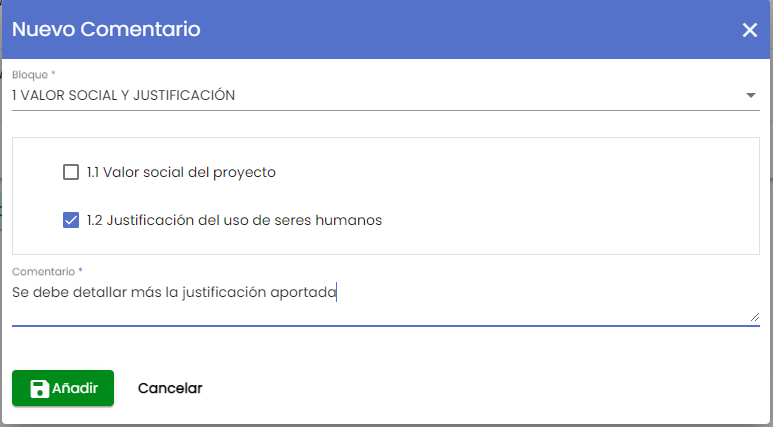 Nuevo Comentario
Bloque *
1 VALOR SOCIAL Y JUSTIFICACIÓN
1.1 Valor social del proyecto
1.2 Justificación del uso de seres humanos
Comentario *
Se debe detallar más la justificación aportada
Añadir Cancelar